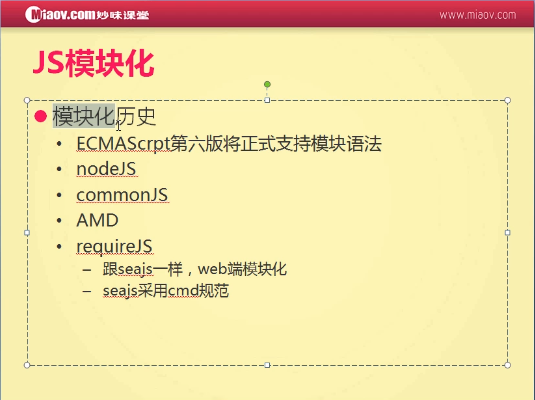 Miaov.com妙味课堂
www.miaov.com
JS模块化
模块化历史
ECMAScrpt第六版将正式支持模块语法
nodeJS
commonJS
AMD
requireJS
跟seajs一样，web端模块化
seajs采用cmd规范